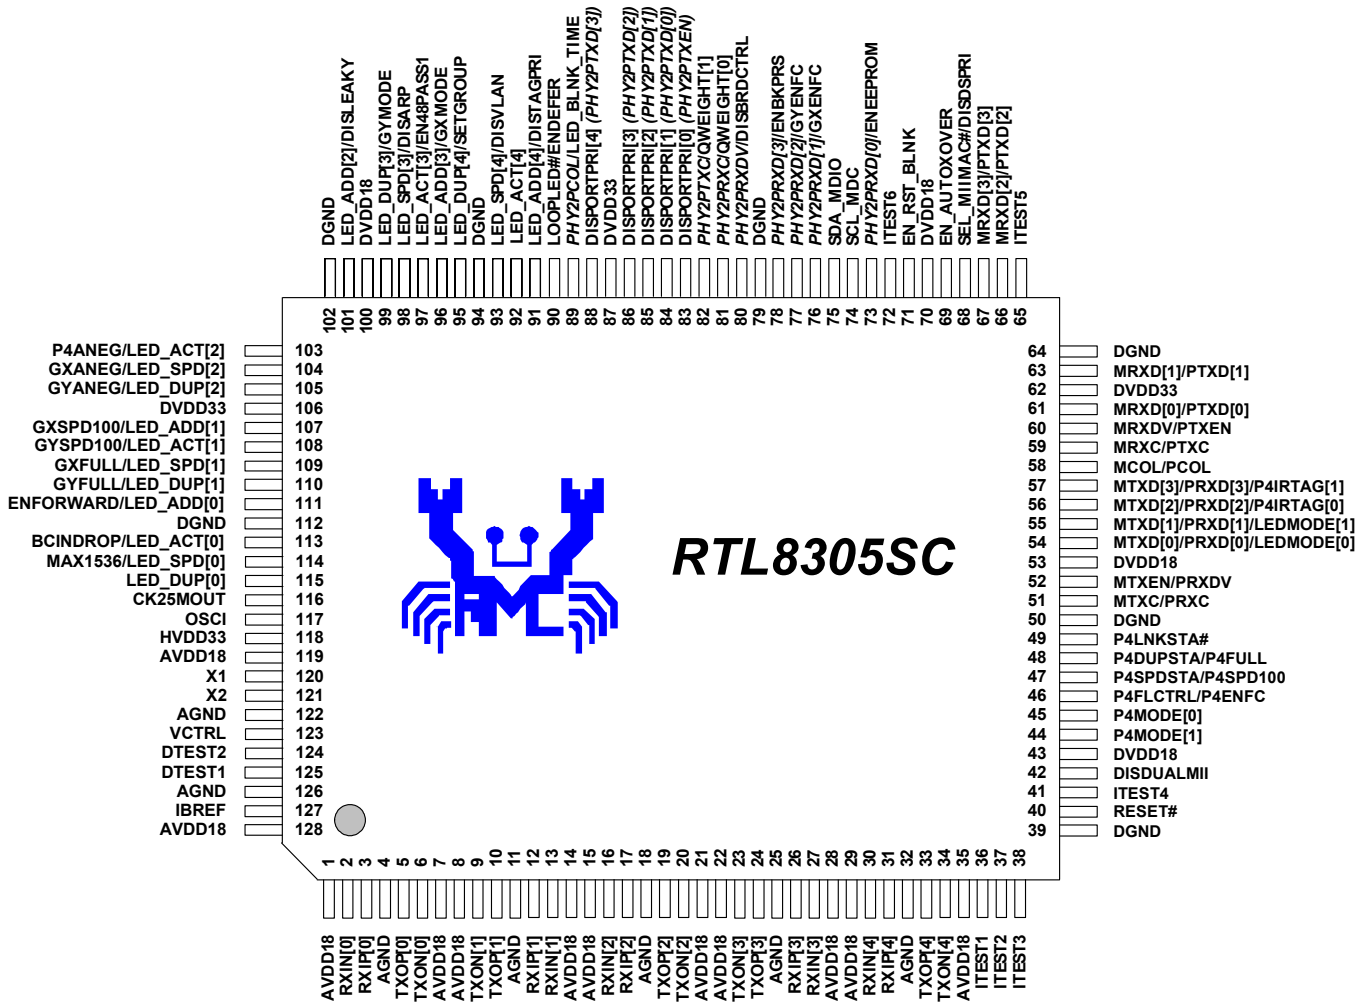 102 DGND
101 LED_ADD[2]/DISLEAKY
100 DVDD18
99 LED_DUP[3]/GYMODE
98 LED_SPD[3]/DISARP
97 LED_ACT[3]/EN48PASS1
96 LED_ADD[3]/GXMODE
95 LED_DUP[4]/SETGROUP
94 DGND
93 LED_SPD[4]/DISVLAN
92 LED_ACT[4]
91 LED_ADD[4]/DISTAGPRI
90 LOOPLED#/ENDEFER
89 PHY2PCOL/LED_BLNK_TIME
88 DISPORTPRI[4] (PHY2PTXD[3])
87 DVDD33
86 DISPORTPRI[3] (PHY2PTXD[2])
85 DISPORTPRI[2] (PHY2PTXD[1])
84 DISPORTPRI[1] (PHY2PTXD[0])
83 DISPORTPRI[0] (PHY2PTXEN)
82 PHY2PTXC/QWEIGHT[1]
81 PHY2PRXC/QWEIGHT[0]
80 PHY2PRXDV/DISBRDCTRL
79 DGND
78 PHY2PRXD[3]/ENBKPRS
77 PHY2PRXD[2]/GYENFC
76 PHY2PRXD[1]/GXENFC
75 SDA_MDIO
74 SCL_MDC
73 PHY2PRXD[0]/ENEEPROM
72 ITEST6
71 EN_RST_BLNK
70 DVDD18
69 EN_AUTOXOVER
68 SEL_MIIMAC#/DISDSPRI
67 MRXD[3]/PTXD[3]
66 MRXD[2]/PTXD[2]
65 ITEST5
P4ANEG/LED_ACT[2] 103
GXANEG/LED_SPD[2] 104
GYANEG/LED_DUP[2] 105
DVDD33 106
GXSPD100/LED_ADD[1] 107
GYSPD100/LED_ACT[1] 108
GXFULL/LED_SPD[1] 109
GYFULL/LED_DUP[1] 110
ENFORWARD/LED_ADD[0] 111
DGND 112
BCINDROP/LED_ACT[0] 113
MAX1536/LED_SPD[0] 114
LED_DUP[0] 115
CK25MOUT 116
OSCI 117
HVDD33 118
AVDD18 119
X1 120
X2 121
AGND 122
VCTRL 123
DTEST2 124
DTEST1 125
AGND 126
IBREF 127
AVDD18 128
RTL8305SC
64 DGND
63 MRXD[1]/PTXD[1]
62 DVDD33
61 MRXD[0]/PTXD[0]
60 MRXDV/PTXEN
59 MRXC/PTXC
58 MCOL/PCOL
57 MTXD[3]/PRXD[3]/P4IRTAG[1]
56 MTXD[2]/PRXD[2]/P4IRTAG[0]
55 MTXD[1]/PRXD[1]/LEDMODE[1]
54 MTXD[0]/PRXD[0]/LEDMODE[0]
53 DVDD18
52 MTXEN/PRXDV
51 MTXC/PRXC
50 DGND
49 P4LNKSTA#
48 P4DUPSTA/P4FULL
47 P4SPDSTA/P4SPD100
46 P4FLCTRL/P4ENFC
45 P4MODE[0]
44 P4MODE[1]
43 DVDD18
42 DISDUALMII
41 ITEST4
40 RESET#
39 DGND
1 AVDD18
2 RXIN[0]
3 RXIP[0]
4 AGND
5 TXOP[0]
6 TXON[0]
7 AVDD18
8 AVDD18
9 TXON[1]
10 TXOP[1]
11 AGND
12 RXIP[1]
13 RXIN[1]
14 AVDD18
15 AVDD18
16 RXIN[2]
17 RXIP[2]
18 AGND
19 TXOP[2]
20 TXON[2]
21 AVDD18
22 AVDD18
23 TXON[3]
24 TXOP[3]
25 AGND
26 RXIP[3]
27 RXIN[3]
28 AVDD18
29 AVDD18
30 RXIN[4]
31 RXIP[4]
32 AGND
33 TXOP[4]
34 TXON[4]
35 AVDD18
36 ITEST1
37 ITEST2
38 ITEST3